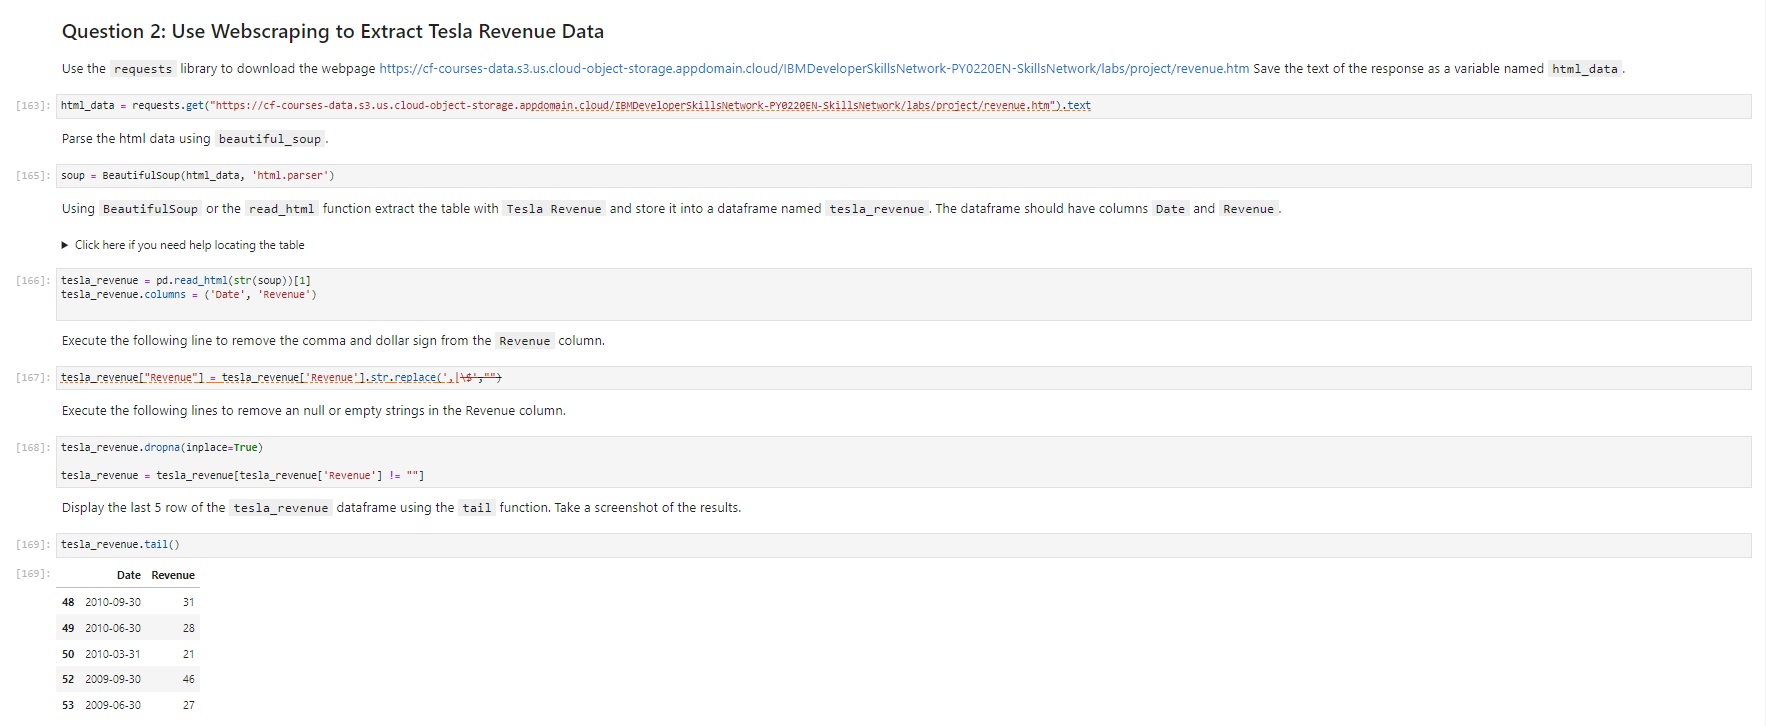 Question 2: Use Webscraping to Extract Tesla Revenue Data
Use the requests library to download the webpage https://cf-courses-data.s3.us.cloud-object-storage.appdomain.cloud/IBMDeveloperSkillsNetwork-PY0220EN-SkillsNetwork/labs/project/revenue.htm Save the text of the response as a variable named html_data.
[163]: html_data = requests.get("https://cf-courses-data.s3.us.cloud-object-storage.appdomain.cloud/IBMDeveloperSkillsNetwork-PY0220EN-SkillsNetwork/labs/project/revenue.htm").text
Parse the html data using beautiful_soup.
[165]: soup = BeautifulSoup(html_data, 'html.parser')
Using BeautifulSoup or the read_html function extract the table with Tesla Revenue and store it into a dataframe named tesla_revenue. The dataframe should have columns Date and Revenue.
▶ Click here if you need help locating the table
[166]: tesla_revenue = pd.read_html(str(soup))[1]
tesla_revenue.columns = ('Date', 'Revenue')
Execute the following line to remove the comma and dollar sign from the Revenue column.
[167]: tesla_revenue["Revenue"] = tesla_revenue['Revenue'].str.replace(',|\$',"")
Execute the following lines to remove an null or empty strings in the Revenue column.
[168]: tesla_revenue.dropna(inplace=True)
tesla_revenue = tesla_revenue[tesla_revenue['Revenue'] != ""]
Display the last 5 row of the tesla_revenue dataframe using the tail function. Take a screenshot of the results.
[169]: tesla_revenue.tail()
[169]: Date Revenue
48 2010-09-30 31
49 2010-06-30 28
50 2010-03-31 21
52 2009-09-30 46
53 2009-06-30 27